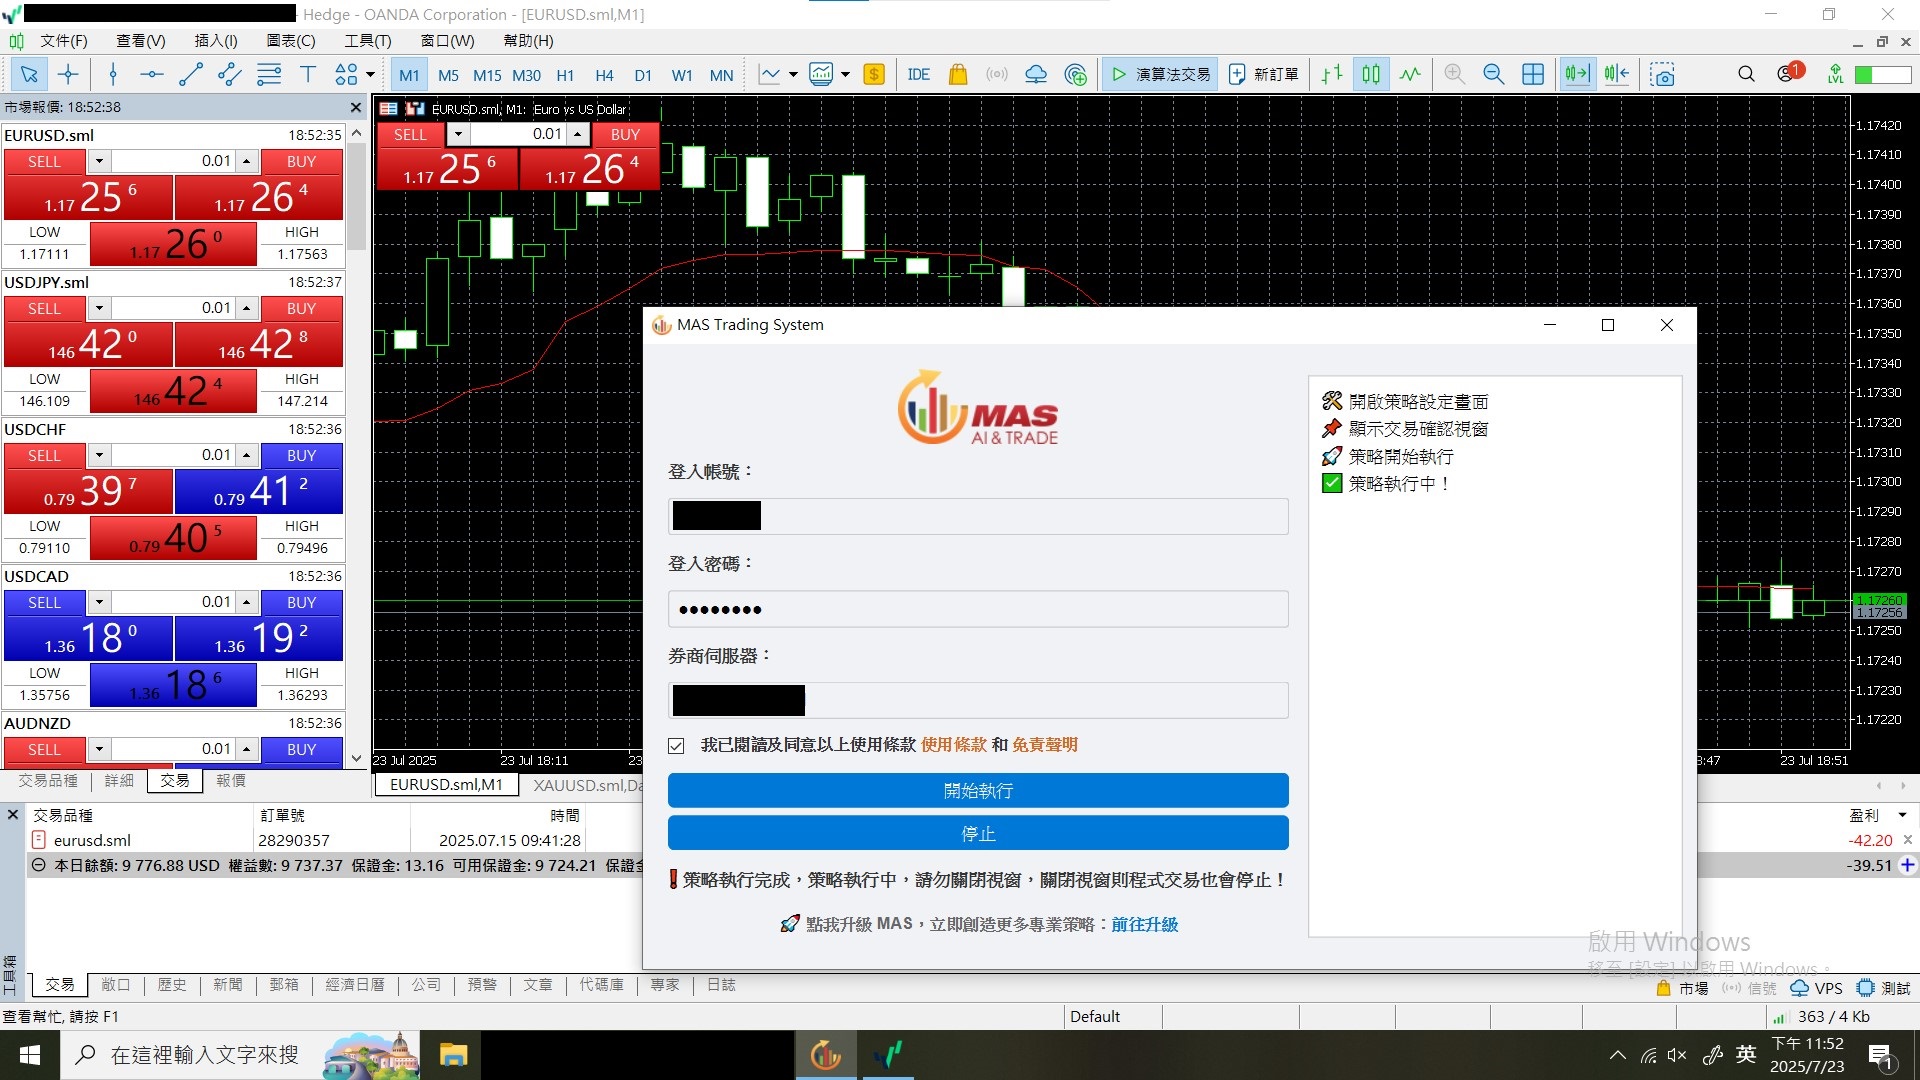 - Hedge - OANDA Corporation - [EURUSD.sml,M1]
文件(F) 查看(V) 插入(I) 圖表(C) 工具(T) 窗口(W) 幫助(H)
M1 M5 M15 M30 H1 H4 D1 W1 MN IDE 演算法交易 新訂單 1 LVL
市場報價: 18:52:38
EURUSD.sml 18:52:35
SELL 0.01 BUY
1.17 25 6 1.17 26 4
LOW HIGH
1.17111 1.17 26 0 1.17563
USDJPY.sml 18:52:37
SELL 0.01 BUY
146 42 0 146 42 8
LOW HIGH
146.109 146 42 4 147.214
USDCHF 18:52:36
SELL 0.01 BUY
0.79 39 7 0.79 41 2
LOW HIGH
0.79110 0.79 40 5 0.79496
USDCAD 18:52:36
SELL 0.01 BUY
1.36 18 0 1.36 19 2
LOW HIGH
1.35756 1.36 18 6 1.36293
AUDNZD 18:52:36
SELL 0.01 BUY
交易品種 詳細 交易 報價
EURUSD.sml, M1: Euro vs US Dollar
SELL 0.01 BUY
1.17 25 6 1.17 26 4
1.17420
1.17410
1.17400
1.17390
1.17380
1.17370
1.17360
1.17350
1.17340
1.17330
1.17320
1.17310
1.17300
1.17290
1.17280
1.17270
1.17260
1.17256
1.17250
1.17240
1.17230
1.17220
23 Jul 2025 23 Jul 18:11 23 3:47 23 Jul 18:51
EURUSD.sml,M1 XAUUSD.sml,Da
MAS Trading System
MAS
AI & TRADE
登入帳號：
登入密碼：
••••••••
券商伺服器：
我已閱讀及同意以上使用條款 使用條款 和 免責聲明
開始執行
停止
❗策略執行完成，策略執行中，請勿關閉視窗，關閉視窗則程式交易也會停止！
🚀 點我升級 MAS，立即創造更多專業策略：前往升級
🛠 開啟策略設定畫面
📌 顯示交易確認視窗
🚀 策略開始執行
✅ 策略執行中！
交易品種 訂單號 時間 盈利
eurusd.sml 28290357 2025.07.15 09:41:28 -42.20
本日餘額: 9 776.88 USD 權益數: 9 737.37 保證金: 13.16 可用保證金: 9 724.21 保證金 -39.51
工具箱
啟用 Windows
移至 [設定] 以啟用 Windows。
交易 敞口 歷史 新聞 郵箱 經濟日曆 公司 預警 文章 代碼庫 專家 日誌 市場 信號 VPS 測試
查看幫忙, 請按 F1 Default 363 / 4 Kb
在這裡輸入文字來搜 英 下午 11:52
2025/7/23 1